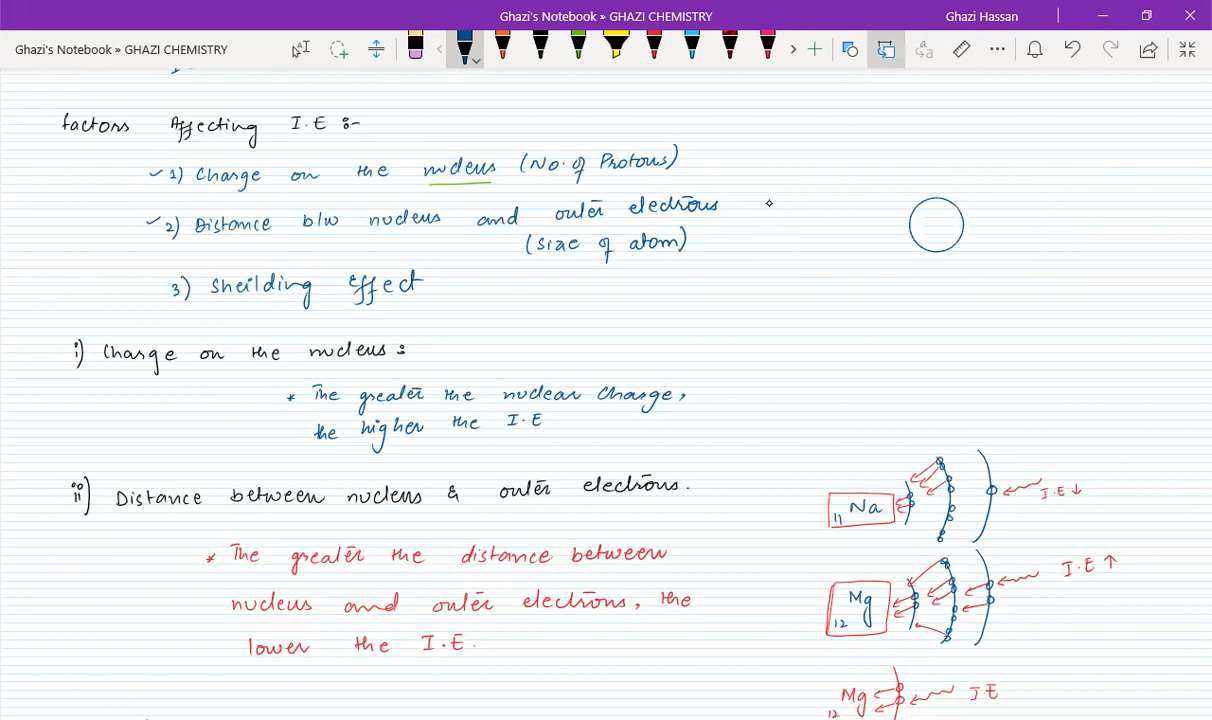 Ghazi's Notebook » GHAZI CHEMISTRY
Ghazi Hassan
Ghazi's Notebook » GHAZI CHEMISTRY
factors Affecting I.E :-
1) Charge on the nucleus (No. of Protons)
2) Distance b/w nucleus and outer electrons
(size of atom)
3) Sheilding Effect
i) Charge on the nucleus :
* The greater the nuclear Charge,
the higher the I.E
ii) Distance between nucleus & outer electrons.
* The greater the distance between
nucleus and outer electrons, the
lower the I.E.
11 Na I.E ↓
12 Mg I.E ↑
12 Mg I.E